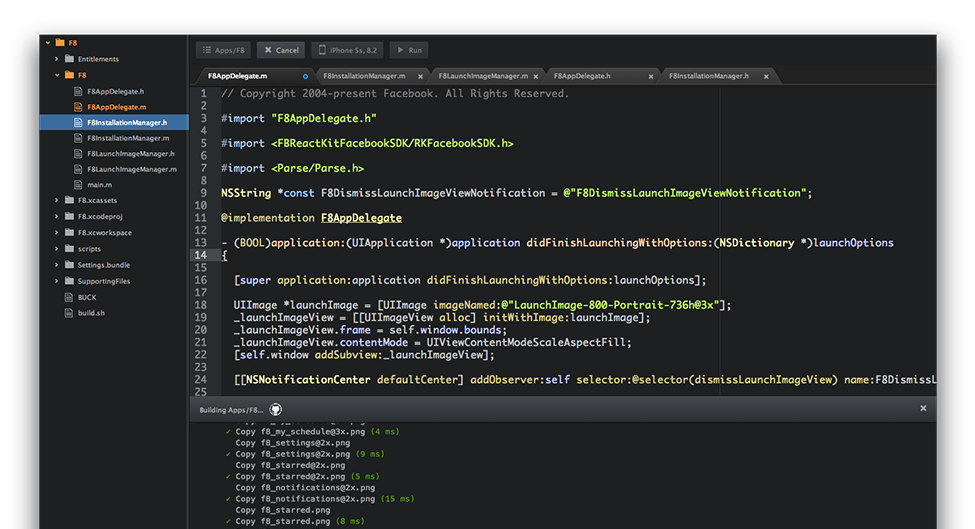 F8
Entitlements
F8
F8AppDelegate.h
F8AppDelegate.m
F8InstallationManager.h
F8InstallationManager.m
F8LaunchImageManager.h
F8LaunchImageManager.m
main.m
F8.xcassets
F8.xcodeproj
F8.xcworkspace
scripts
Settings.bundle
SupportingFiles
BUCK
build.sh
Apps/F8 Cancel iPhone 5s, 8.2 Run
F8AppDelegate.m F8InstallationManager.m F8LaunchImageManager.m F8AppDelegate.h F8InstallationManager.h
1 // Copyright 2004-present Facebook. All Rights Reserved.
2
3 #import "F8AppDelegate.h"
4
5 #import <FBReactKitFacebookSDK/RKFacebookSDK.h>
6
7 #import <Parse/Parse.h>
8
9 NSString *const F8DismissLaunchImageViewNotification = @"F8DismissLaunchImageViewNotification";
10
11 @implementation F8AppDelegate
12
13 - (BOOL)application:(UIApplication *)application didFinishLaunchingWithOptions:(NSDictionary *)launchOptions
14 {
15
16 [super application:application didFinishLaunchingWithOptions:launchOptions];
17
18 UIImage *launchImage = [UIImage imageNamed:@"LaunchImage-800-Portrait-736h@3x"];
19 _launchImageView = [[UIImageView alloc] initWithImage:launchImage];
20 _launchImageView.frame = self.window.bounds;
21 _launchImageView.contentMode = UIViewContentModeScaleAspectFill;
22 [self.window addSubview:_launchImageView];
23
24 [[NSNotificationCenter defaultCenter] addObserver:self selector:@selector(dismissLaunchImageView) name:F8DismissL
25
Building Apps/F8...
✓ Copy f8_my_schedule@3x.png (4 ms)
Copy f8_settings@2x.png
✓ Copy f8_settings@2x.png (9 ms)
Copy f8_starred@2x.png
✓ Copy f8_starred@2x.png (5 ms)
Copy f8_notifications@2x.png
✓ Copy f8_notifications@2x.png (15 ms)
Copy f8_starred.png
✓ Copy f8_starred.png (8 ms)